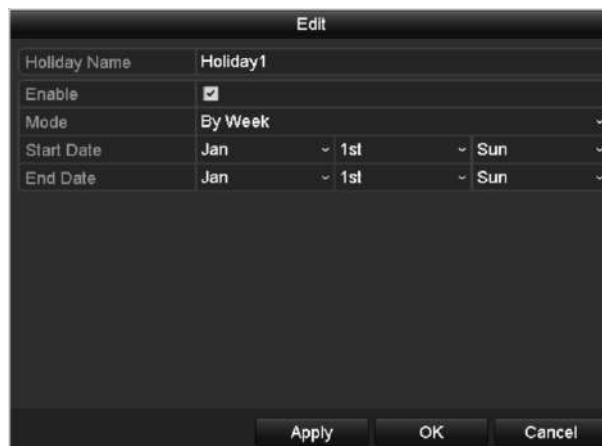 Edit
Holiday Name Holiday1
Enable
Mode By Week
Start Date Jan 1st Sun
End Date Jan 1st Sun
Apply OK Cancel